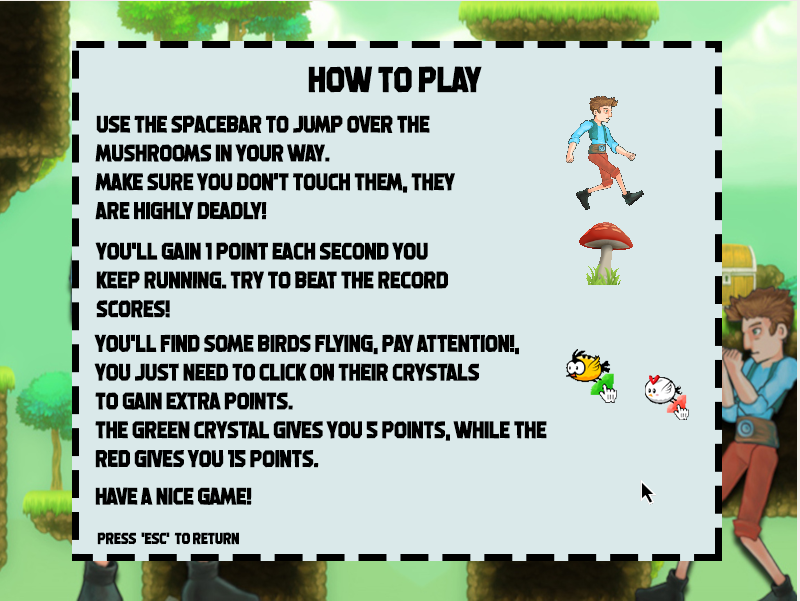 HOW TO PLAY
USE THE SPACEBAR TO JUMP OVER THE
MUSHROOMS IN YOUR WAY.
MAKE SURE YOU DON'T TOUCH THEM, THEY
ARE HIGHLY DEADLY!
YOU'LL GAIN 1 POINT EACH SECOND YOU
KEEP RUNNING. TRY TO BEAT THE RECORD
SCORES!
YOU'LL FIND SOME BIRDS FLYING, PAY ATTENTION!,
YOU JUST NEED TO CLICK ON THEIR CRYSTALS
TO GAIN EXTRA POINTS.
THE GREEN CRYSTAL GIVES YOU 5 POINTS, WHILE THE
RED GIVES YOU 15 POINTS.
HAVE A NICE GAME!
PRESS 'ESC' TO RETURN